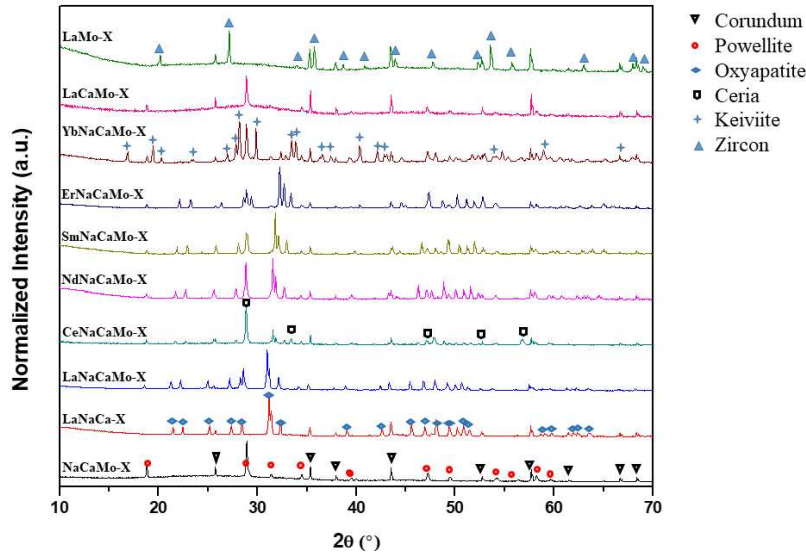 LaMo-X
LaCaMo-X
YbNaCaMo-X
ErNaCaMo-X
SmNaCaMo-X
NdNaCaMo-X
CeNaCaMo-X
LaNaCaMo-X
LaNaCa-X
NaCaMo-X
Normalized Intensity (a.u.)
10 20 30 40 50 60 70
2θ (°)
Corundum
Powellite
Oxyapatite
Ceria
Keiviite
Zircon